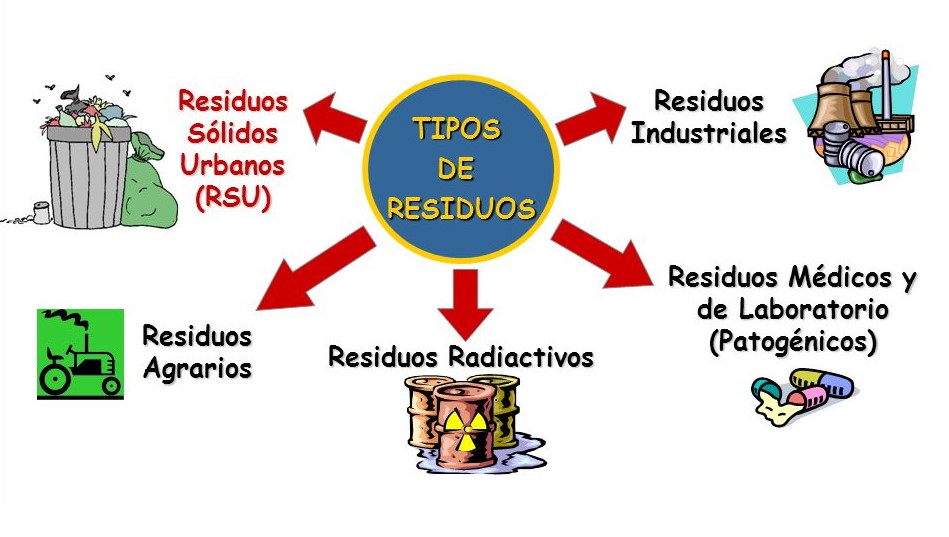 TIPOS
DE
RESIDUOS
Residuos
Sólidos
Urbanos
(RSU)
Residuos
Industriales
Residuos Médicos y
de Laboratorio
(Patogénicos)
Residuos
Agrarios
Residuos Radiactivos